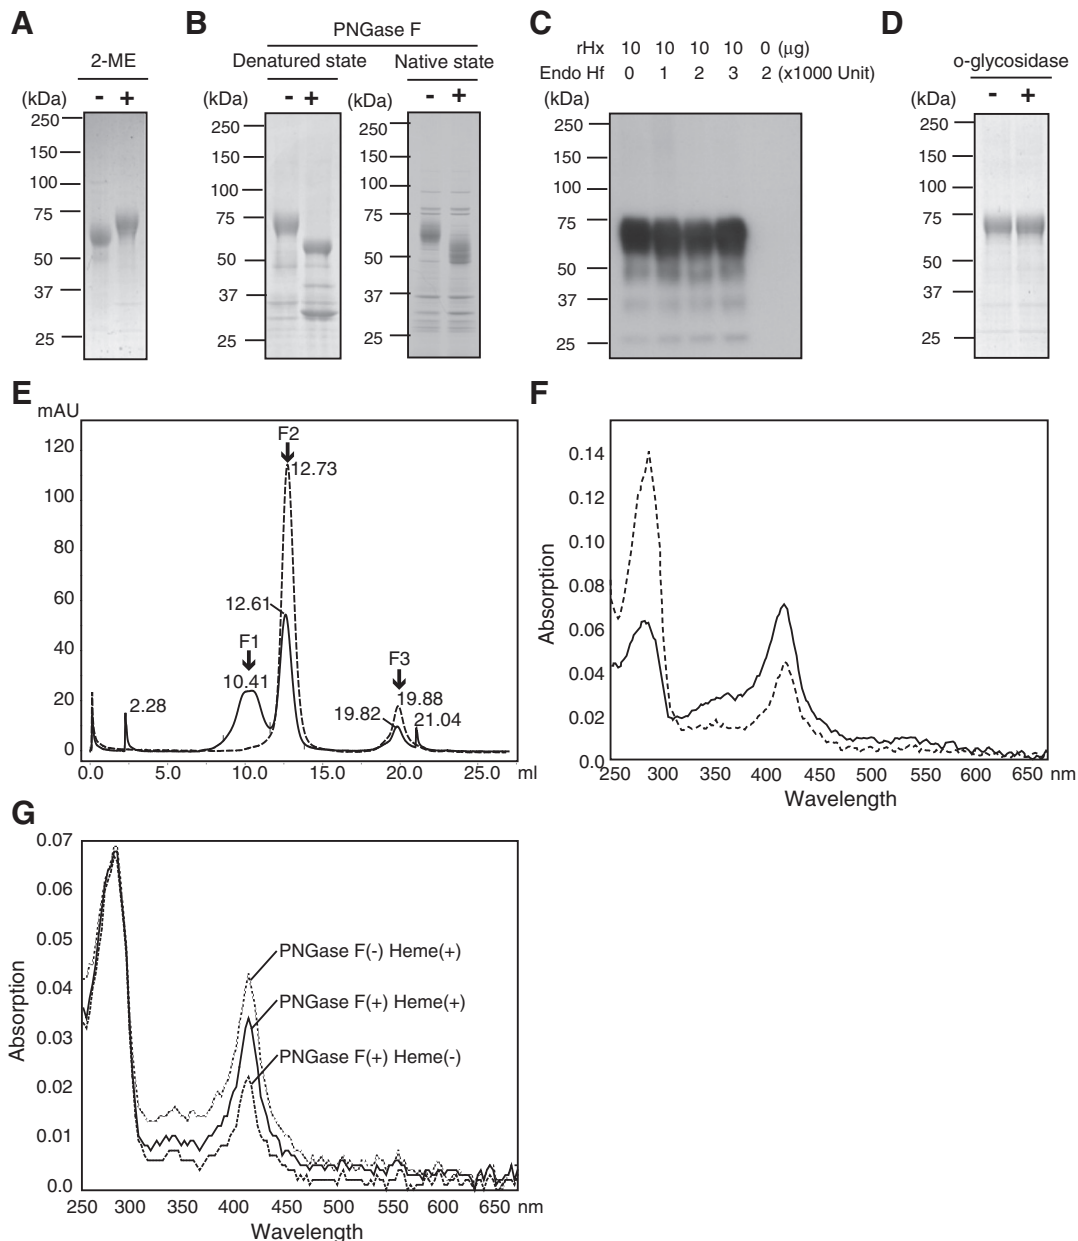 A
2-ME
(kDa) - +
250
150
100
75
50
37
25
B
PNGase F
Denatured state
(kDa) - +
250
150
100
75
50
37
25
Native state
(kDa) - +
250
150
100
75
50
37
25
C
rHx 10 10 10 10 0 (µg)
Endo Hf 0 1 2 3 2 (x1000 Unit)
(kDa)
250
150
100
75
50
37
25
D
o-glycosidase
(kDa) - +
250
150
100
75
50
37
25
E
mAU
120
100
80
60
40
20
0
F2
12.73
12.61
F1
10.41
2.28
F3
19.88
19.82
21.04
0.0 5.0 10.0 15.0 20.0 25.0 ml
F
Absorption
0.14
0.12
0.10
0.08
0.06
0.04
0.02
0.0
250 300 350 400 450 500 550 600 650 nm
Wavelength
G
Absorption
0.07
0.06
0.05
0.04
0.03
0.02
0.01
0.0
PNGase F(-) Heme(+)
PNGase F(+) Heme(+)
PNGase F(+) Heme(-)
250 300 350 400 450 500 550 600 650 nm
Wavelength